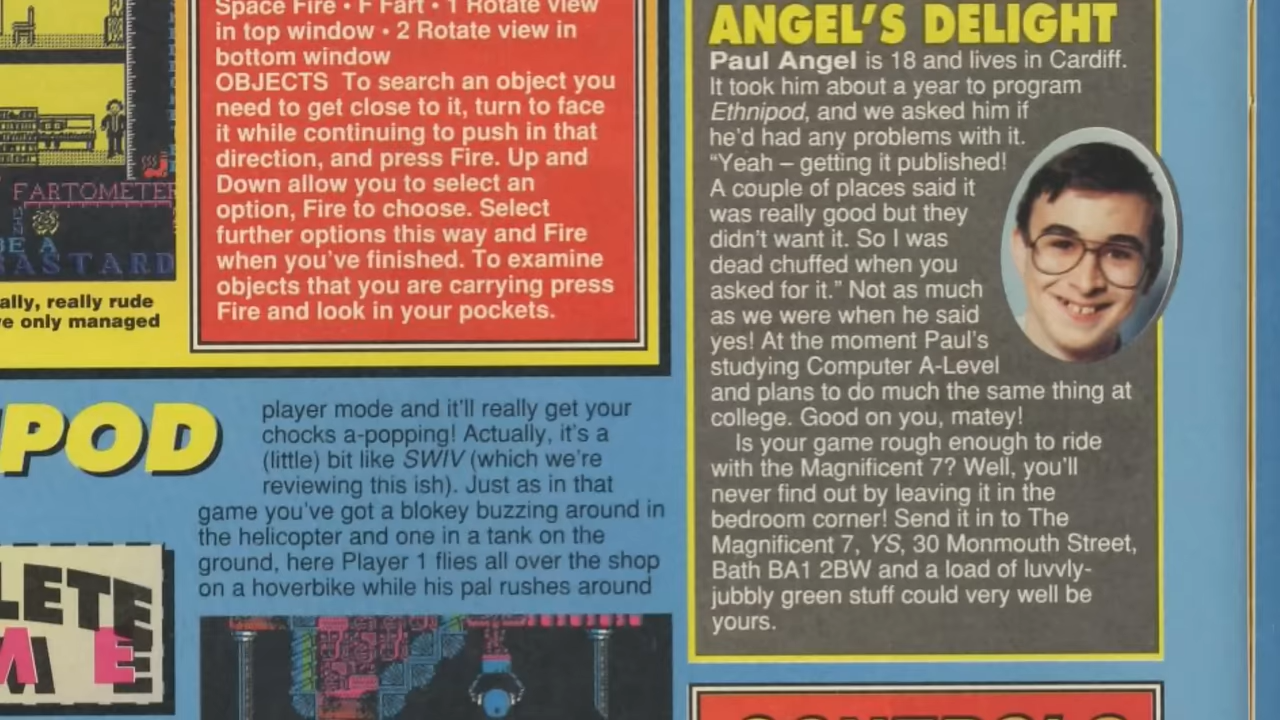 FARTOMETER
BE A
BASTARD
ally, really rude
ve only managed
Space Fire • F Fart • 1 Rotate view
in top window • 2 Rotate view in
bottom window
OBJECTS To search an object you
need to get close to it, turn to face
it while continuing to push in that
direction, and press Fire. Up and
Down allow you to select an
option, Fire to choose. Select
further options this way and Fire
when you've finished. To examine
objects that you are carrying press
Fire and look in your pockets.
POD
LETE
M E
player mode and it'll really get your
chocks a-popping! Actually, it's a
(little) bit like SWIV (which we're
reviewing this ish). Just as in that
game you've got a blokey buzzing around in
the helicopter and one in a tank on the
ground, here Player 1 flies all over the shop
on a hoverbike while his pal rushes around
ANGEL'S DELIGHT
Paul Angel is 18 and lives in Cardiff.
It took him about a year to program
Ethnipod, and we asked him if
he'd had any problems with it.
"Yeah – getting it published!
A couple of places said it
was really good but they
didn't want it. So I was
dead chuffed when you
asked for it." Not as much
as we were when he said
yes! At the moment Paul's
studying Computer A-Level
and plans to do much the same thing at
college. Good on you, matey!
Is your game rough enough to ride
with the Magnificent 7? Well, you'll
never find out by leaving it in the
bedroom corner! Send it in to The
Magnificent 7, YS, 30 Monmouth Street,
Bath BA1 2BW and a load of luvvly-
jubbly green stuff could very well be
yours.
CONTROLS